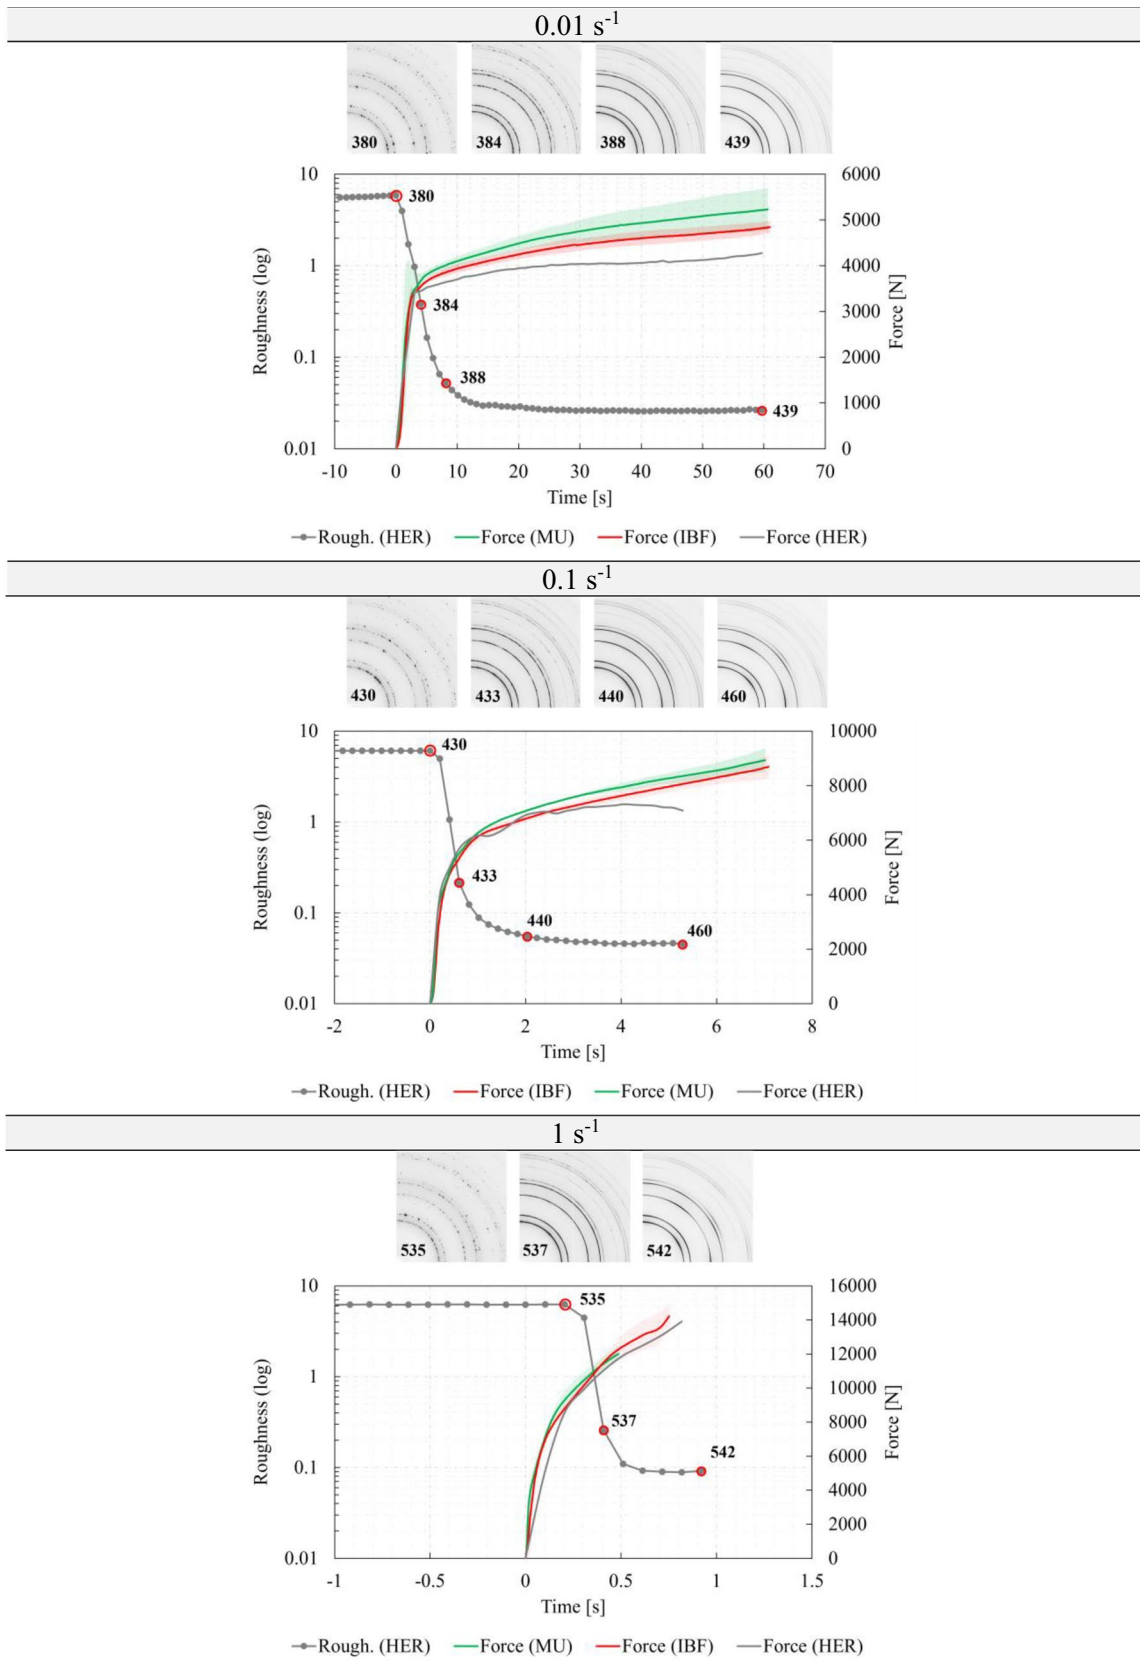 0.01 s⁻¹
380 384 388 439
10 6000
380
5000
1 4000
384
3000
0.1 2000
388
1000
439
0.01 0
-10 0 10 20 30 40 50 60 70
Roughness (log)
Force [N]
Time [s]
Rough. (HER) Force (MU) Force (IBF) Force (HER)
0.1 s⁻¹
430 433 440 460
10 10000
430
8000
1
6000
433
4000
0.1
440 460
2000
0.01 0
-2 0 2 4 6 8
Roughness (log)
Force [N]
Time [s]
Rough. (HER) Force (IBF) Force (MU) Force (HER)
1 s⁻¹
535 537 542
10 16000
535
14000
12000
1
10000
537
8000
542
6000
0.1
4000
2000
0.01 0
-1 -0.5 0 0.5 1 1.5
Roughness (log)
Force [N]
Time [s]
Rough. (HER) Force (MU) Force (IBF) Force (HER)